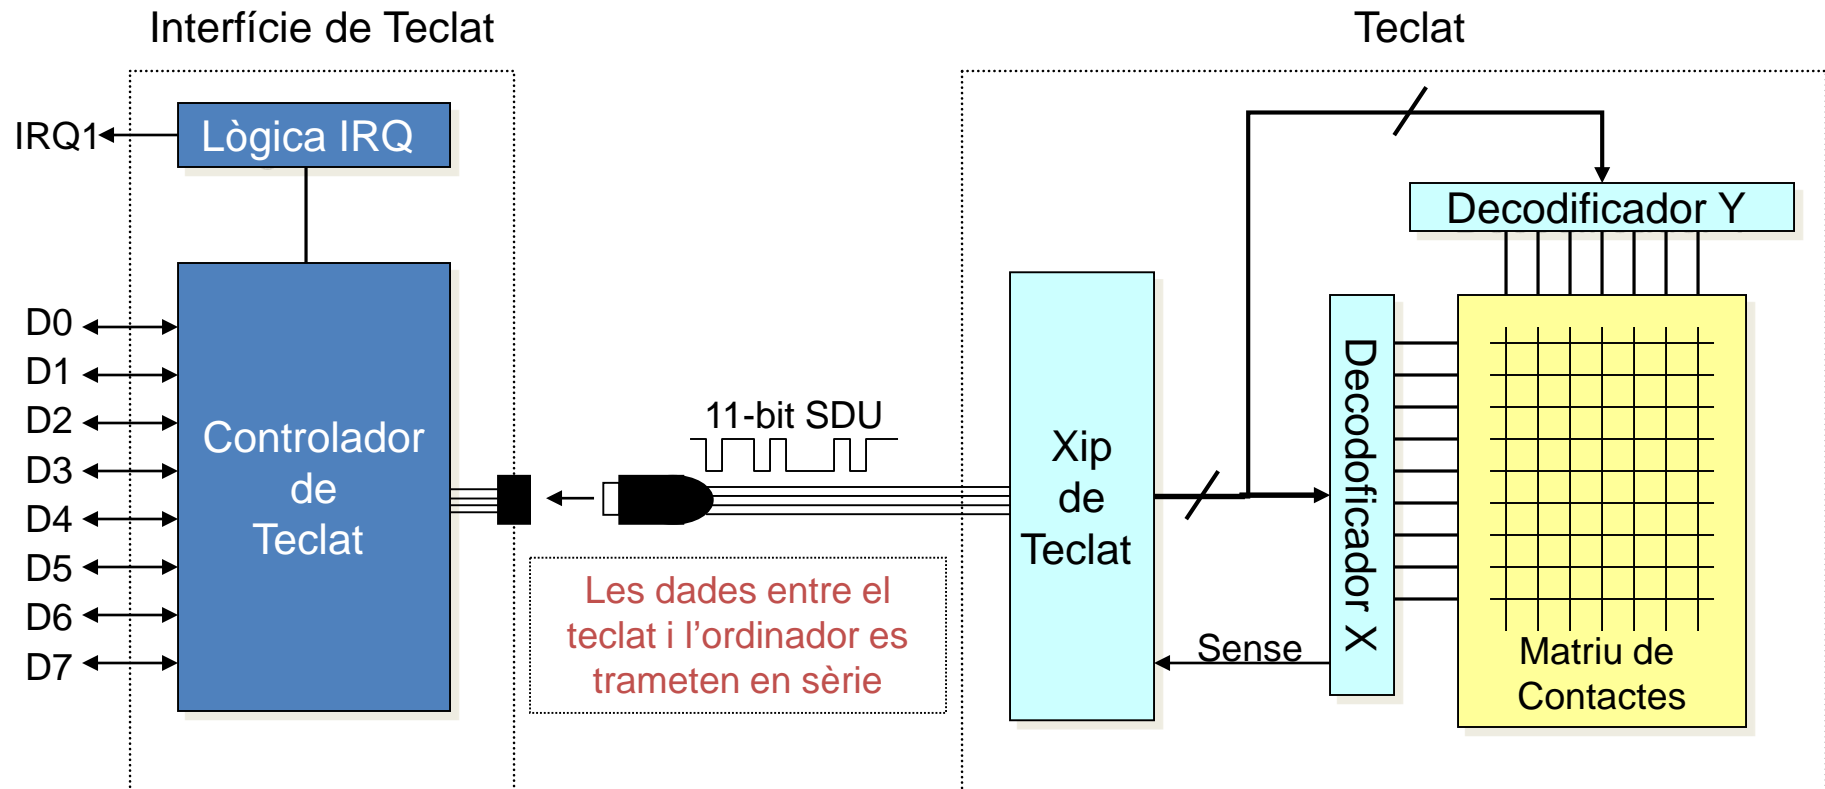 Interfície de Teclat
Teclat
IRQ1
Lògica IRQ
Decodificador Y
D0
D1
D2
D3
D4
D5
D6
D7
Controlador
de
Teclat
11-bit SDU
Les dades entre el
teclat i l'ordinador es
trameten en sèrie
Xip
de
Teclat
Sense
Decodoficador X
Matriu de
Contactes